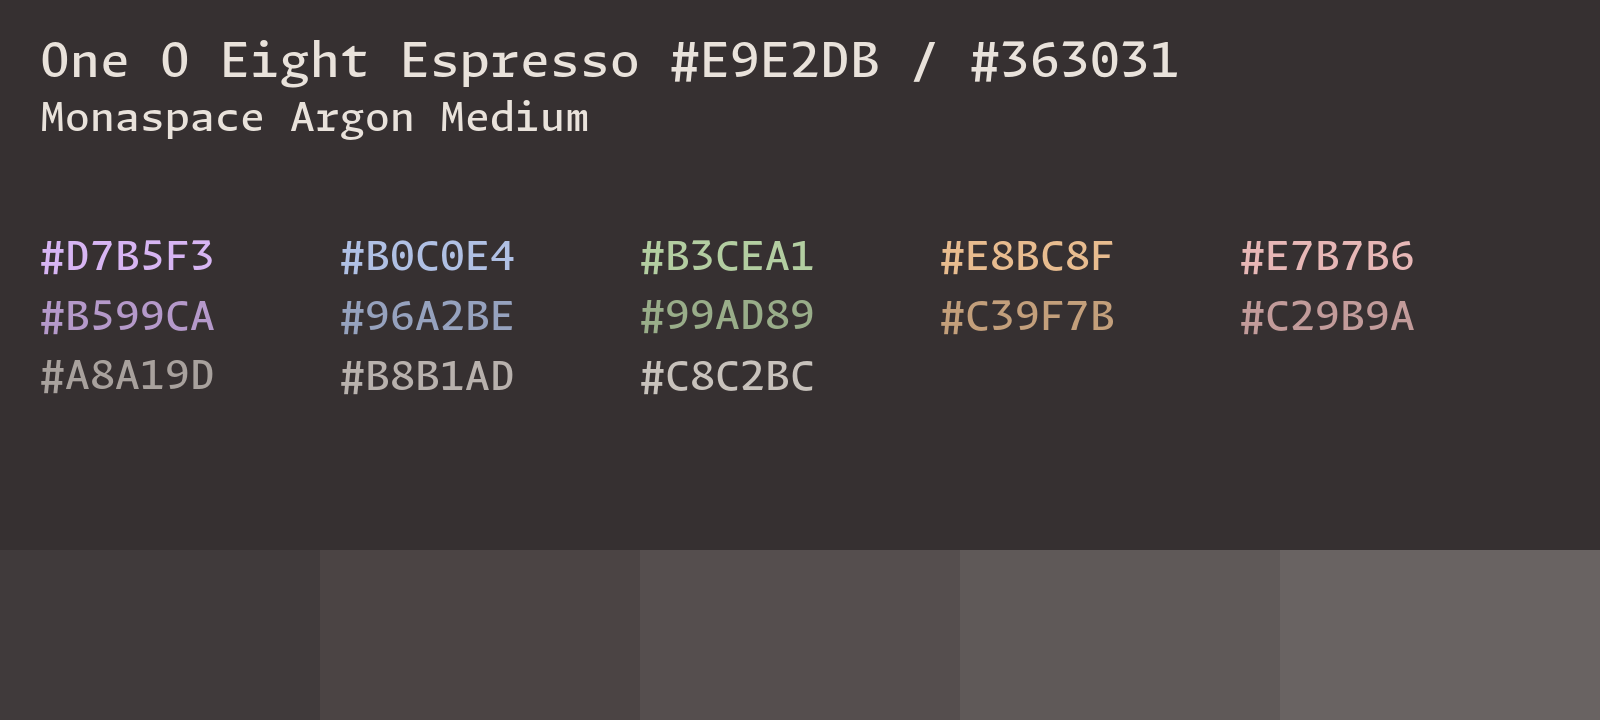 One O Eight Espresso #E9E2DB / #363031
Monaspace Argon Medium
#D7B5F3 #B0C0E4 #B3CEA1 #E8BC8F #E7B7B6
#B599CA #96A2BE #99AD89 #C39F7B #C29B9A
#A8A19D #B8B1AD #C8C2BC